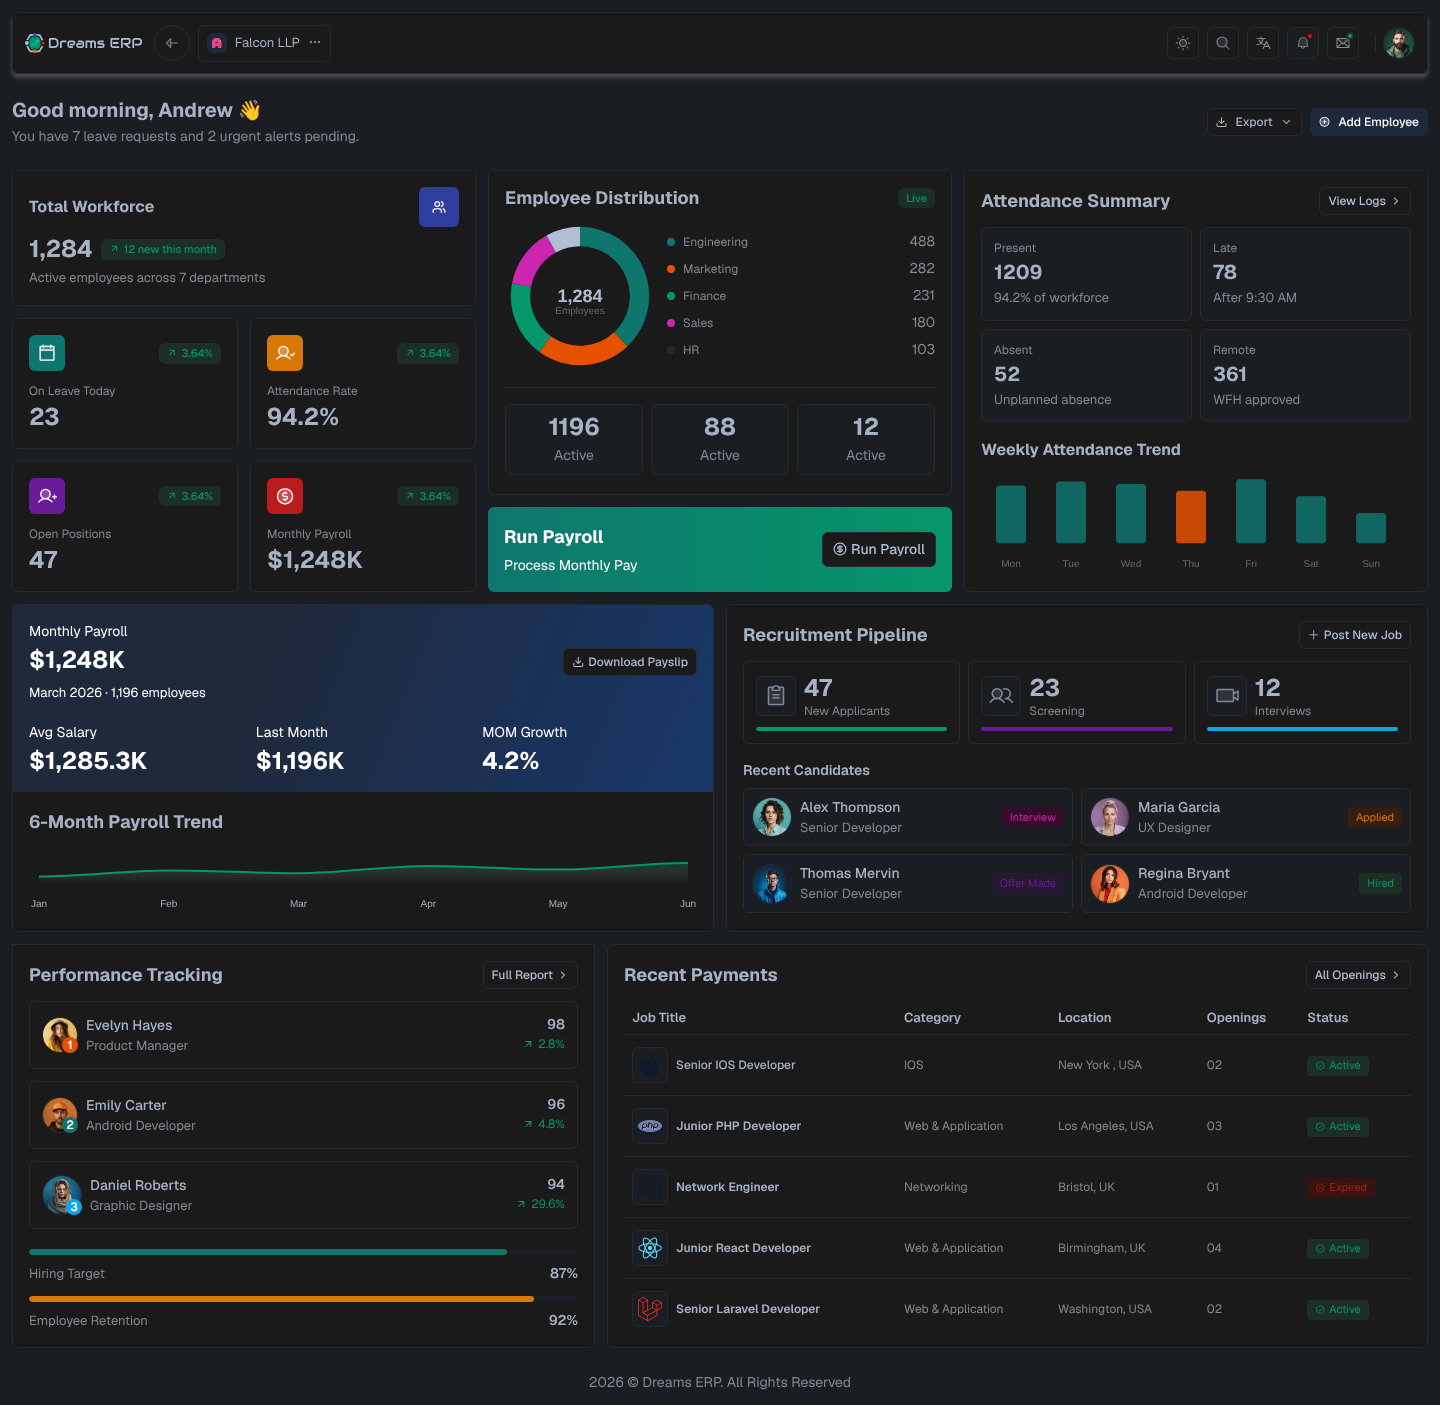 Dreams ERP
Falcon LLP
Good morning, Andrew 👋
You have 7 leave requests and 2 urgent alerts pending.
Export
Add Employee
Total Workforce
1,284
12 new this month
Active employees across 7 departments
3.64%
On Leave Today
23
3.64%
Attendance Rate
94.2%
3.64%
Open Positions
47
3.64%
Monthly Payroll
$1,248K
Employee Distribution
Live
1,284
Employees
Engineering 488
Marketing 282
Finance 231
Sales 180
HR 103
1196
Active
88
Active
12
Active
Run Payroll
Process Monthly Pay
Run Payroll
Attendance Summary
View Logs
Present
1209
94.2% of workforce
Late
78
After 9:30 AM
Absent
52
Unplanned absence
Remote
361
WFH approved
Weekly Attendance Trend
Mon Tue Wed Thu Fri Sat Sun
Monthly Payroll
$1,248K
March 2026 · 1,196 employees
Download Payslip
Avg Salary
$1,285.3K
Last Month
$1,196K
MOM Growth
4.2%
6-Month Payroll Trend
Jan Feb Mar Apr May Jun
Recruitment Pipeline
Post New Job
47
New Applicants
23
Screening
12
Interviews
Recent Candidates
Alex Thompson
Senior Developer
Interview
Maria Garcia
UX Designer
Applied
Thomas Mervin
Senior Developer
Offer Made
Regina Bryant
Android Developer
Hired
Performance Tracking
Full Report
1
Evelyn Hayes
Product Manager
98
2.8%
2
Emily Carter
Android Developer
96
4.8%
3
Daniel Roberts
Graphic Designer
94
29.6%
Hiring Target 87%
Employee Retention 92%
Recent Payments
All Openings
Job Title Category Location Openings Status
Senior IOS Developer IOS New York , USA 02 Active
php Junior PHP Developer Web & Application Los Angeles, USA 03 Active
Network Engineer Networking Bristol, UK 01 Expired
Junior React Developer Web & Application Birmingham, UK 04 Active
Senior Laravel Developer Web & Application Washington, USA 02 Active
2026 © Dreams ERP. All Rights Reserved